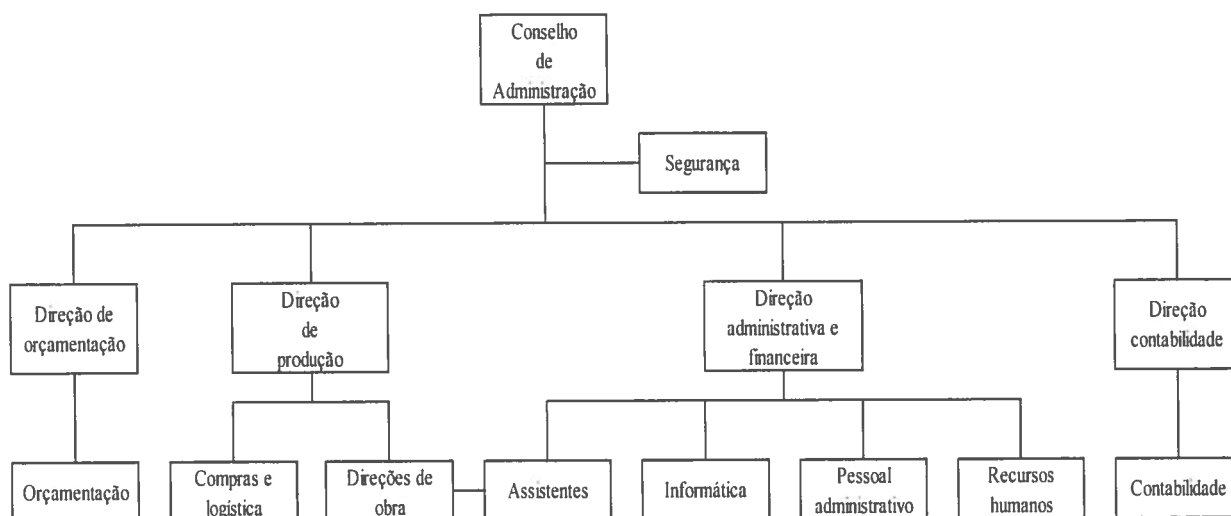 Conselho
de
Administração
Segurança
Direção de
orçamentação
Direção
de
produção
Direção
administrativa e
financeira
Direção
contabilidade
Orçamentação
Compras e
logística
Direções de
obra
Assistentes
Informática
Pessoal
administrativo
Recursos
humanos
Contabilidade